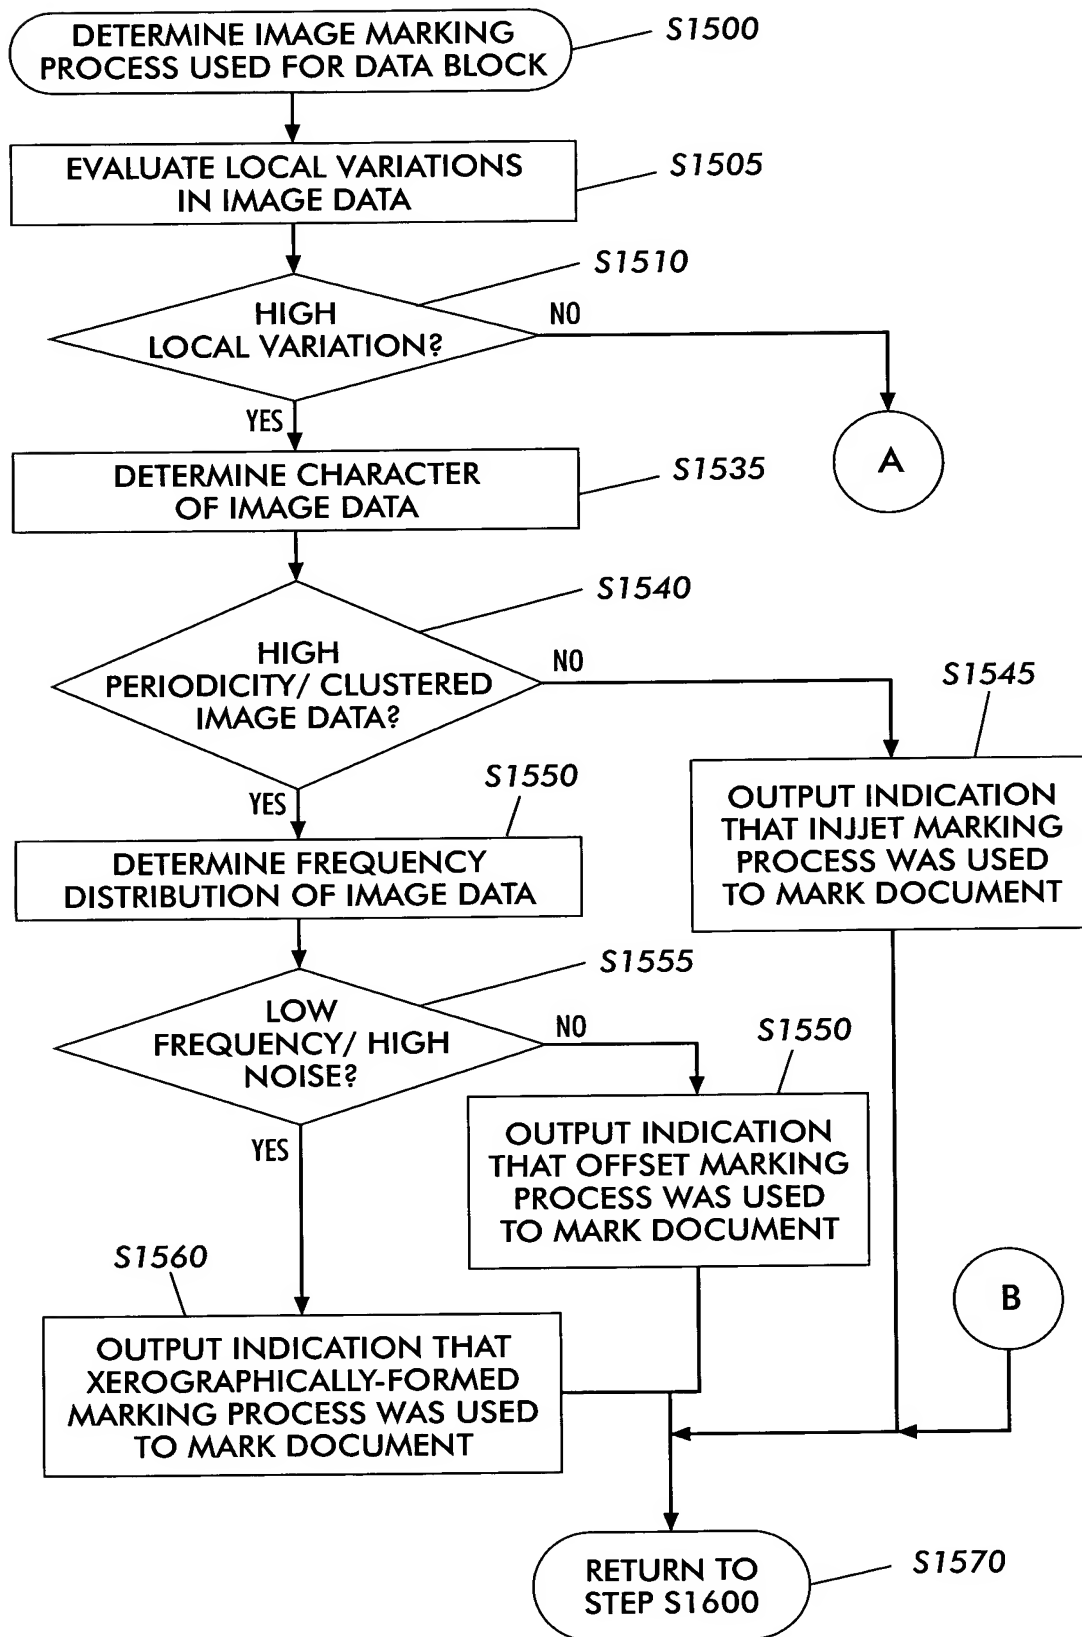 DETERMINE IMAGE MARKING
PROCESS USED FOR DATA BLOCK
S1500
EVALUATE LOCAL VARIATIONS
IN IMAGE DATA
S1505
S1510
HIGH
LOCAL VARIATION?
NO
YES
A
DETERMINE CHARACTER
OF IMAGE DATA
S1535
S1540
HIGH
PERIODICITY/ CLUSTERED
IMAGE DATA?
NO
YES
S1545
OUTPUT INDICATION
THAT INJJET MARKING
PROCESS WAS USED
TO MARK DOCUMENT
S1550
DETERMINE FREQUENCY
DISTRIBUTION OF IMAGE DATA
S1555
LOW
FREQUENCY/ HIGH
NOISE?
NO
YES
S1550
OUTPUT INDICATION
THAT OFFSET MARKING
PROCESS WAS USED
TO MARK DOCUMENT
S1560
OUTPUT INDICATION THAT
XEROGRAPHICALLY-FORMED
MARKING PROCESS WAS USED
TO MARK DOCUMENT
B
RETURN TO
STEP S1600
S1570